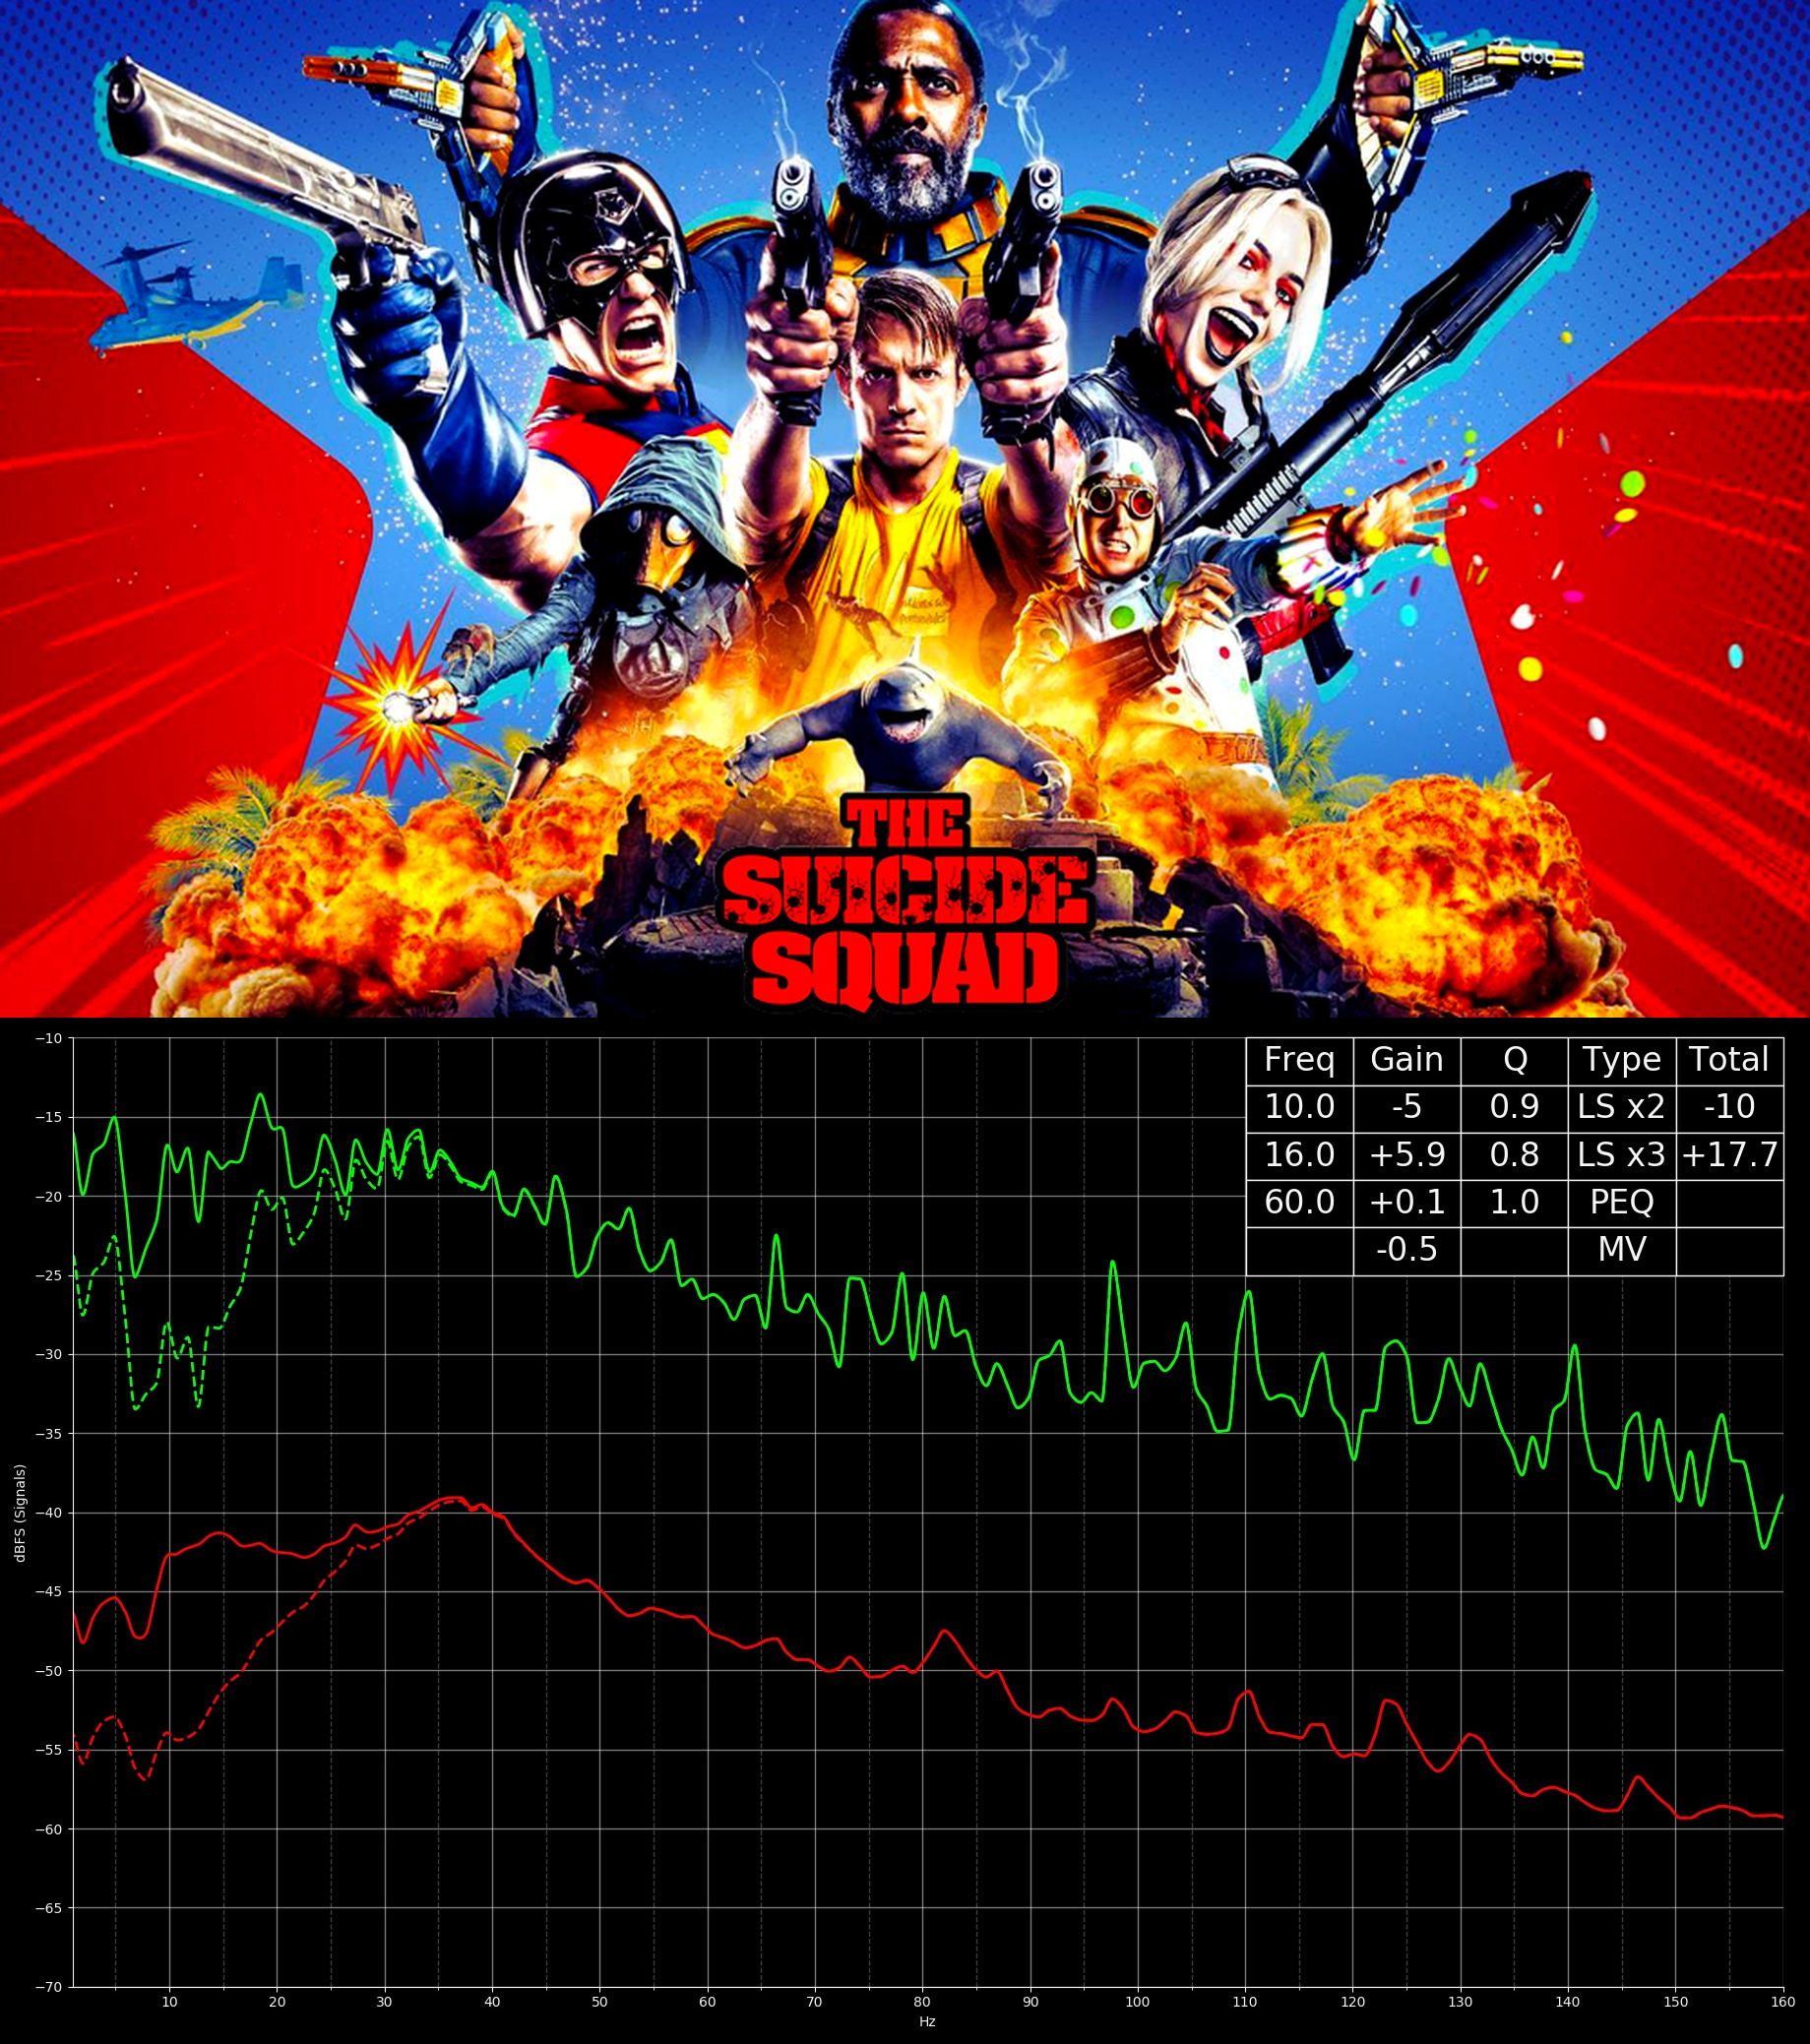 THE
SUICIDE
SQUAD
Freq Gain Q Type Total
10.0 -5 0.9 LS x2 -10
16.0 +5.9 0.8 LS x3 +17.7
60.0 +0.1 1.0 PEQ
-0.5 MV
−10
−15
−20
−25
−30
−35
−40
−45
−50
−55
−60
−65
−70
dBFS (Signals)
10 20 30 40 50 60 70 80 90 100 110 120 130 140 150 160
Hz